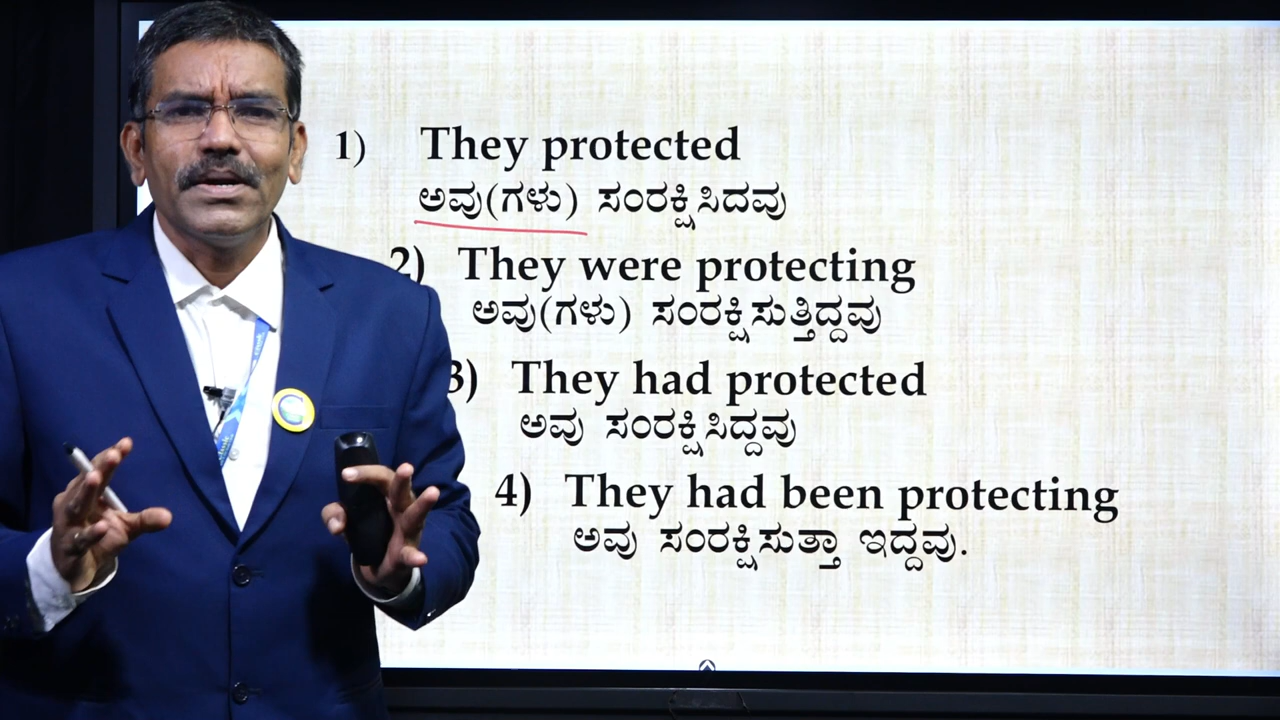 1) They protected
ಅವು(ಗಳು) ಸಂರಕ್ಷಿಸಿದವು
2) They were protecting
ಅವು(ಗಳು) ಸಂರಕ್ಷಿಸುತ್ತಿದ್ದವು
3) They had protected
ಅವು ಸಂರಕ್ಷಿಸಿದ್ದವು
4) They had been protecting
ಅವು ಸಂರಕ್ಷಿಸುತ್ತಾ ಇದ್ದವು.